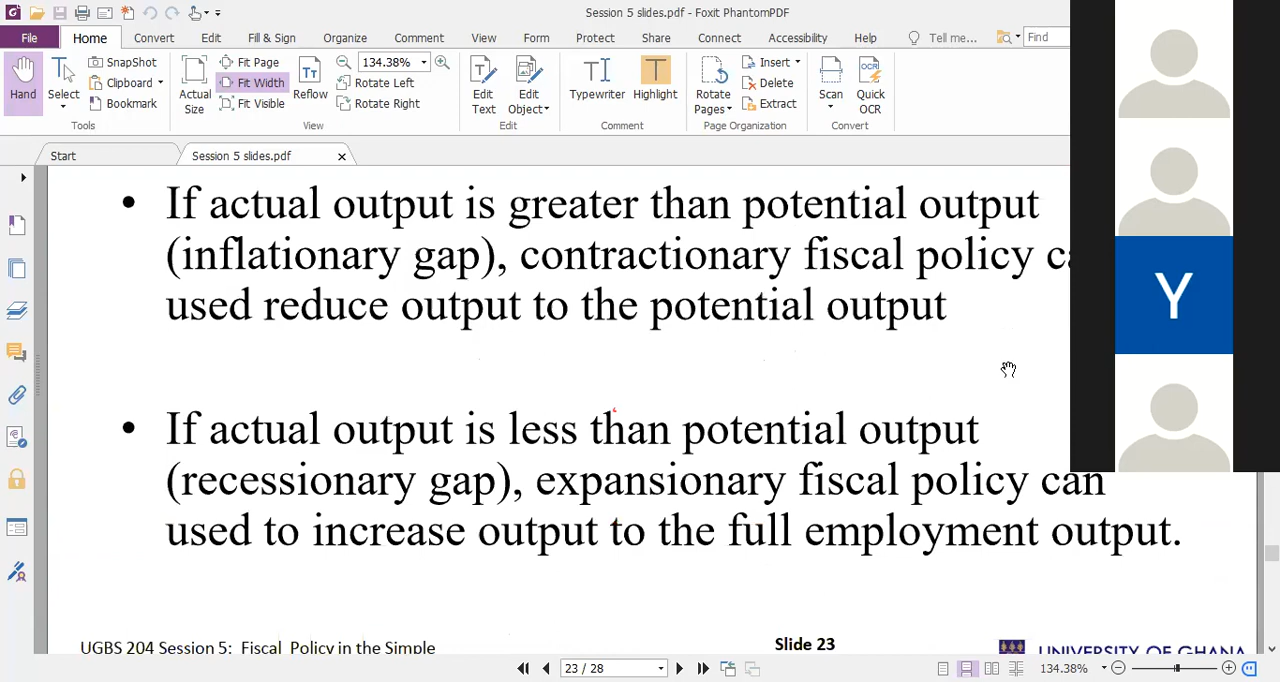 Session 5 slides.pdf - Foxit PhantomPDF
File Home Convert Edit Fill & Sign Organize Comment View Form Protect Share Connect Accessibility Help Tell me... Find
Hand
Select
SnapShot
Clipboard
Bookmark
Tools
Actual Size
Fit Page
Fit Width
Fit Visible
Reflow
134.38%
Rotate Left
Rotate Right
View
Edit Text
Edit Object
Edit
Typewriter
Highlight
Comment
Rotate Pages
Insert
Delete
Extract
Page Organization
Scan
Quick OCR
Convert
Start
Session 5 slides.pdf
• If actual output is greater than potential output
(inflationary gap), contractionary fiscal policy
used reduce output to the potential output
• If actual output is less than potential output
(recessionary gap), expansionary fiscal policy can
used to increase output to the full employment output.
Y
UGBS 204 Session 5: Fiscal Policy in the Simple
Slide 23
UNIVERSITY OF GHANA
23 / 28
134.38%